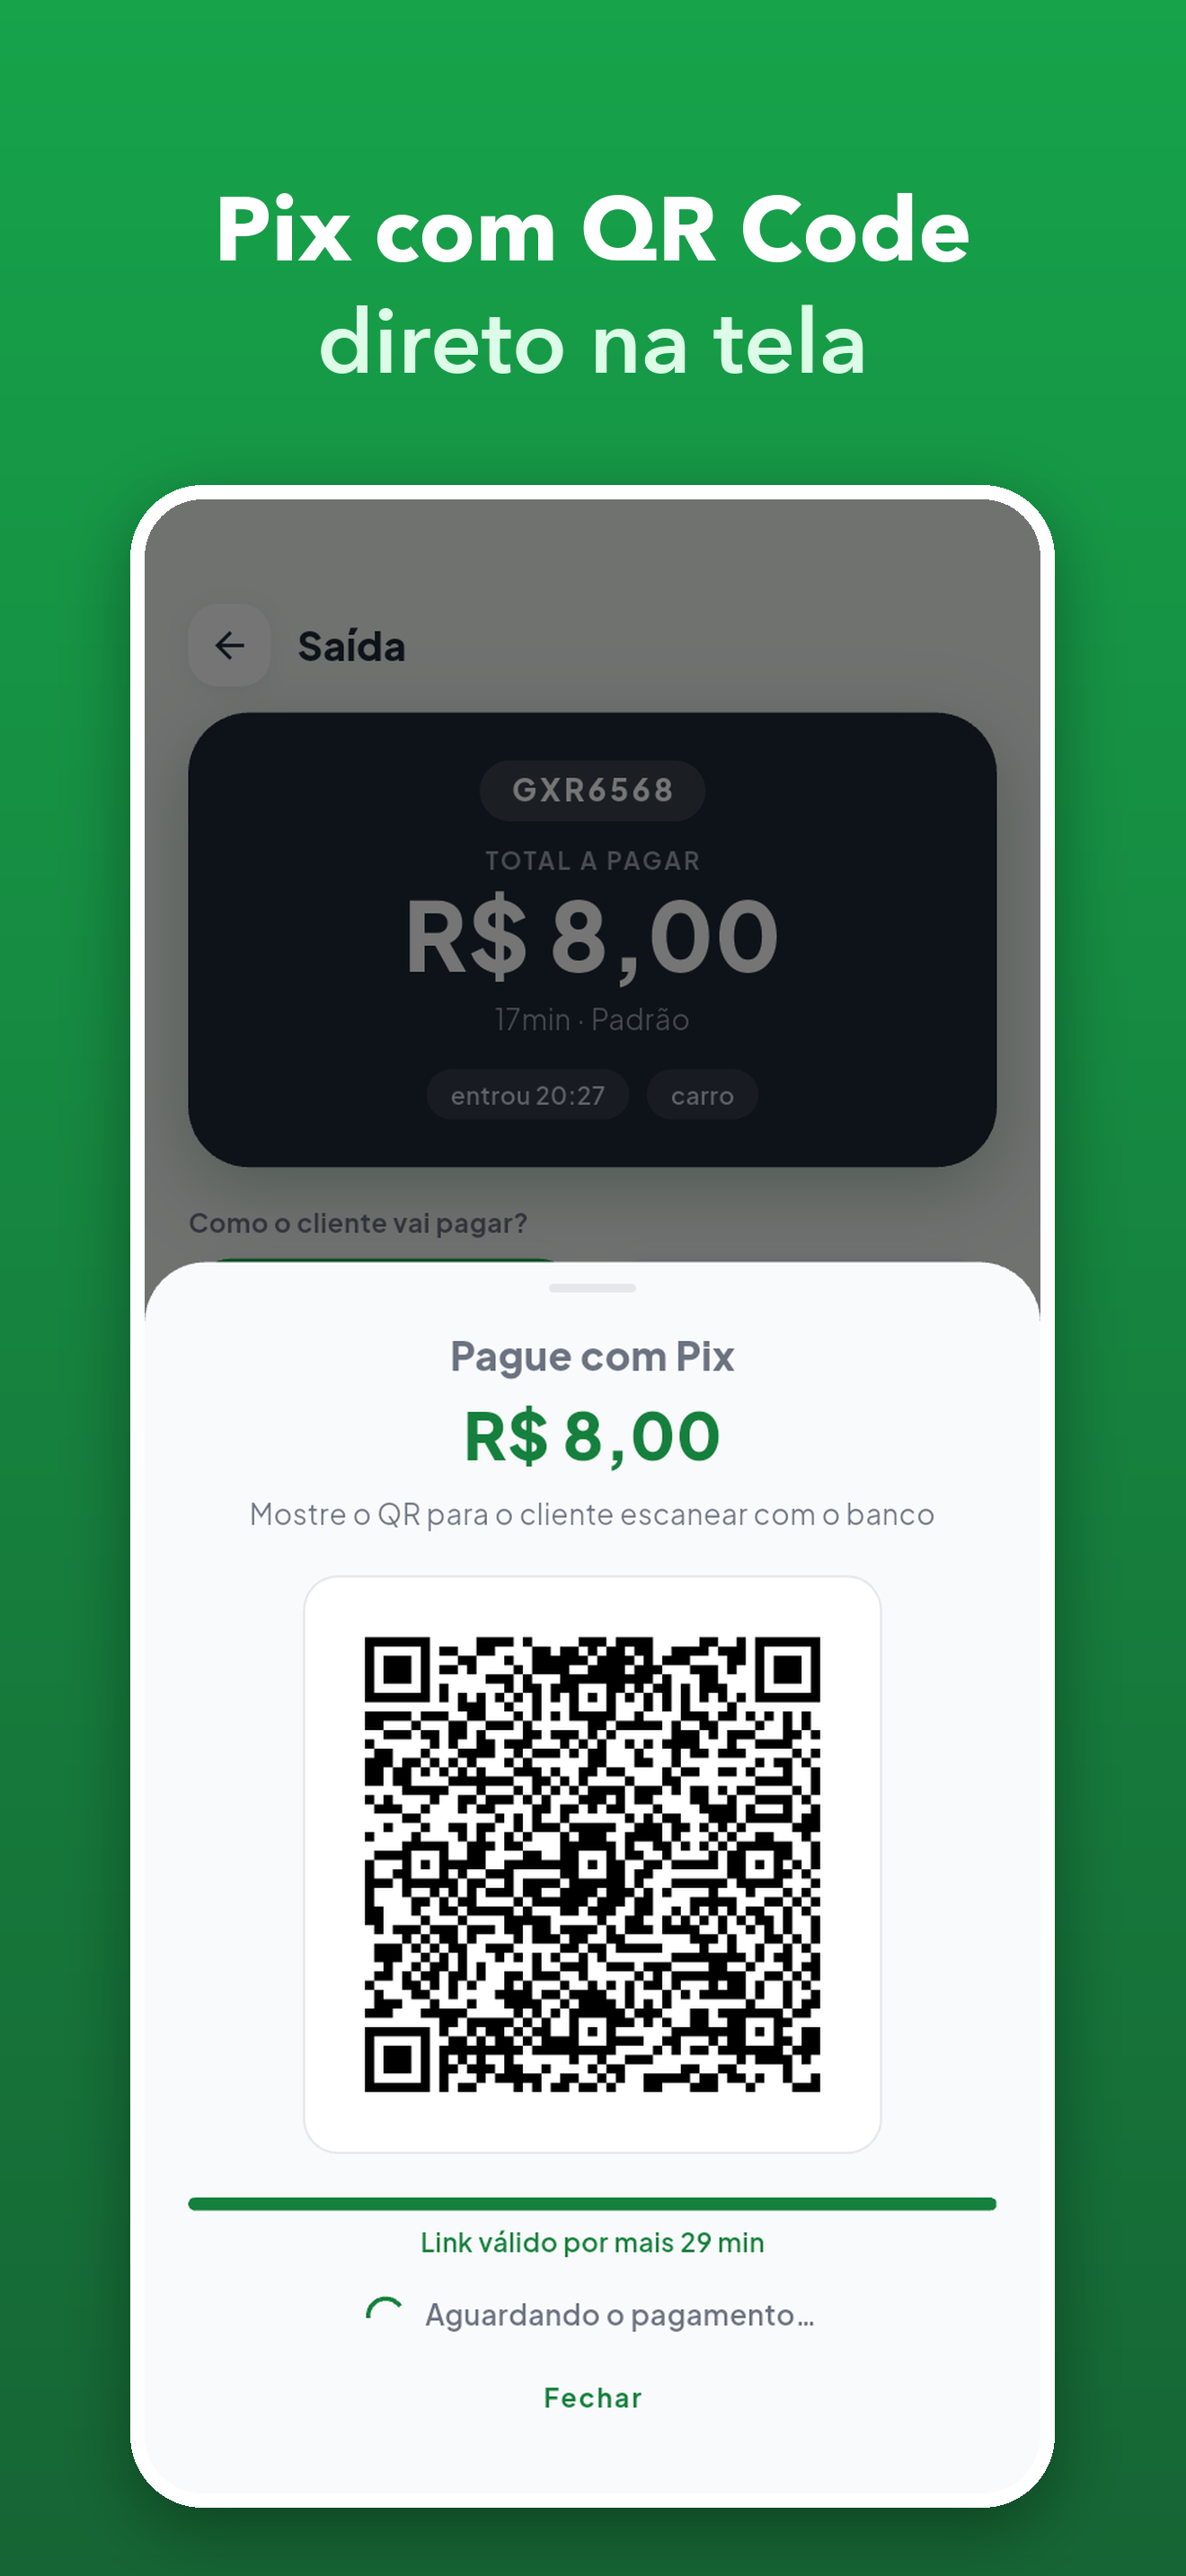 Pix com QR Code
direto na tela
Saída
GXR6568
TOTAL A PAGAR
R$ 8,00
17min · Padrão
entrou 20:27 carro
Como o cliente vai pagar?
Pague com Pix
R$ 8,00
Mostre o QR para o cliente escanear com o banco
Link válido por mais 29 min
Aguardando o pagamento...
Fechar